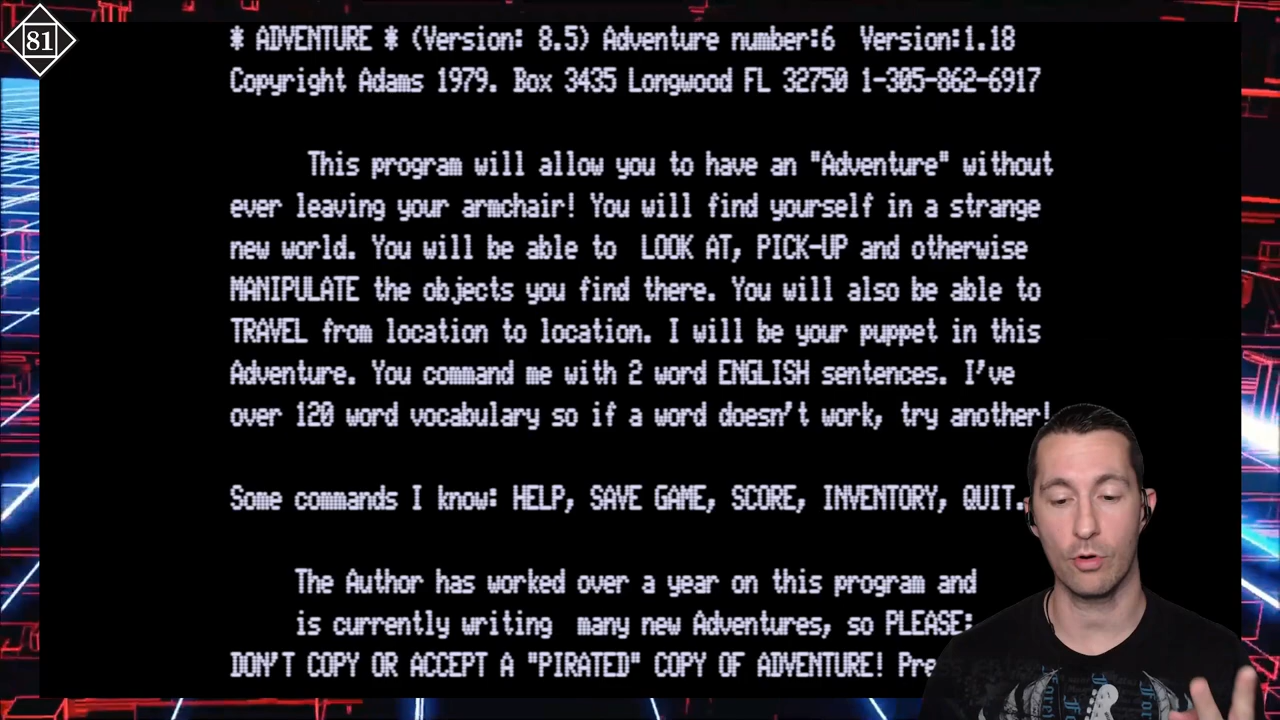 81
* ADVENTURE * (Version: 8.5) Adventure number:6 Version:1.18
Copyright Adams 1979. Box 3435 Longwood FL 32750 1-305-862-6917
This program will allow you to have an "Adventure" without
ever leaving your armchair! You will find yourself in a strange
new world. You will be able to LOOK AT, PICK-UP and otherwise
MANIPULATE the objects you find there. You will also be able to
TRAVEL from location to location. I will be your puppet in this
Adventure. You command me with 2 word ENGLISH sentences. I've
over 120 word vocabulary so if a word doesn't work, try another!
Some commands I know: HELP, SAVE GAME, SCORE, INVENTORY, QUIT.
The Author has worked over a year on this program and
is currently writing many new Adventures, so PLEASE:
DON'T COPY OR ACCEPT A "PIRATED" COPY OF ADVENTURE!